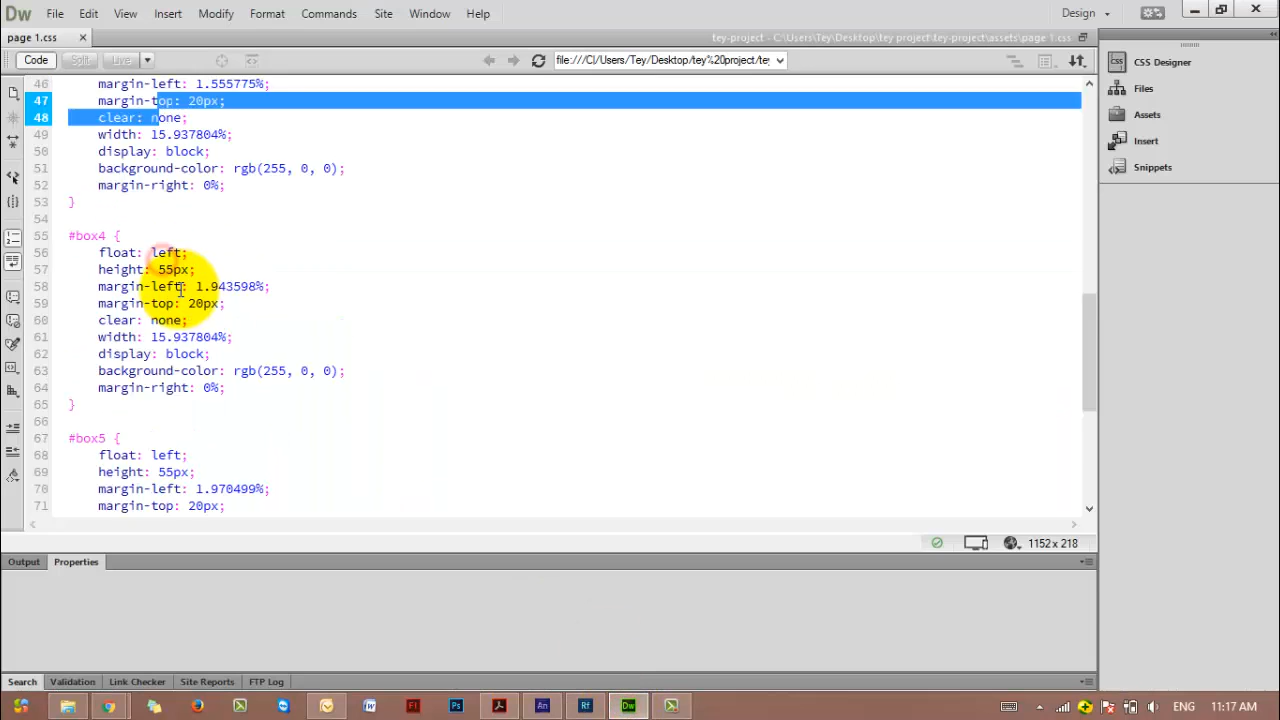 Dw File Edit View Insert Modify Format Commands Site Window Help Design
page 1.css × tey-project - C:\Users\Tey\Desktop\tey project\tey-project\assets\page 1.css
Code Split Live file:///C|/Users/Tey/Desktop/tey%20project/te
46 margin-left: 1.555775%;
47 margin-top: 20px;
48 clear: none;
49 width: 15.937804%;
50 display: block;
51 background-color: rgb(255, 0, 0);
52 margin-right: 0%;
53 }
54
55 #box4 {
56 float: left;
57 height: 55px;
58 margin-left: 1.943598%;
59 margin-top: 20px;
60 clear: none;
61 width: 15.937804%;
62 display: block;
63 background-color: rgb(255, 0, 0);
64 margin-right: 0%;
65 }
66
67 #box5 {
68 float: left;
69 height: 55px;
70 margin-left: 1.970499%;
71 margin-top: 20px;
1152 x 218
CSS Designer
Files
Assets
Insert
Snippets
Output Properties
Search Validation Link Checker Site Reports FTP Log
Fl Ps An Rf Dw ENG 11:17 AM